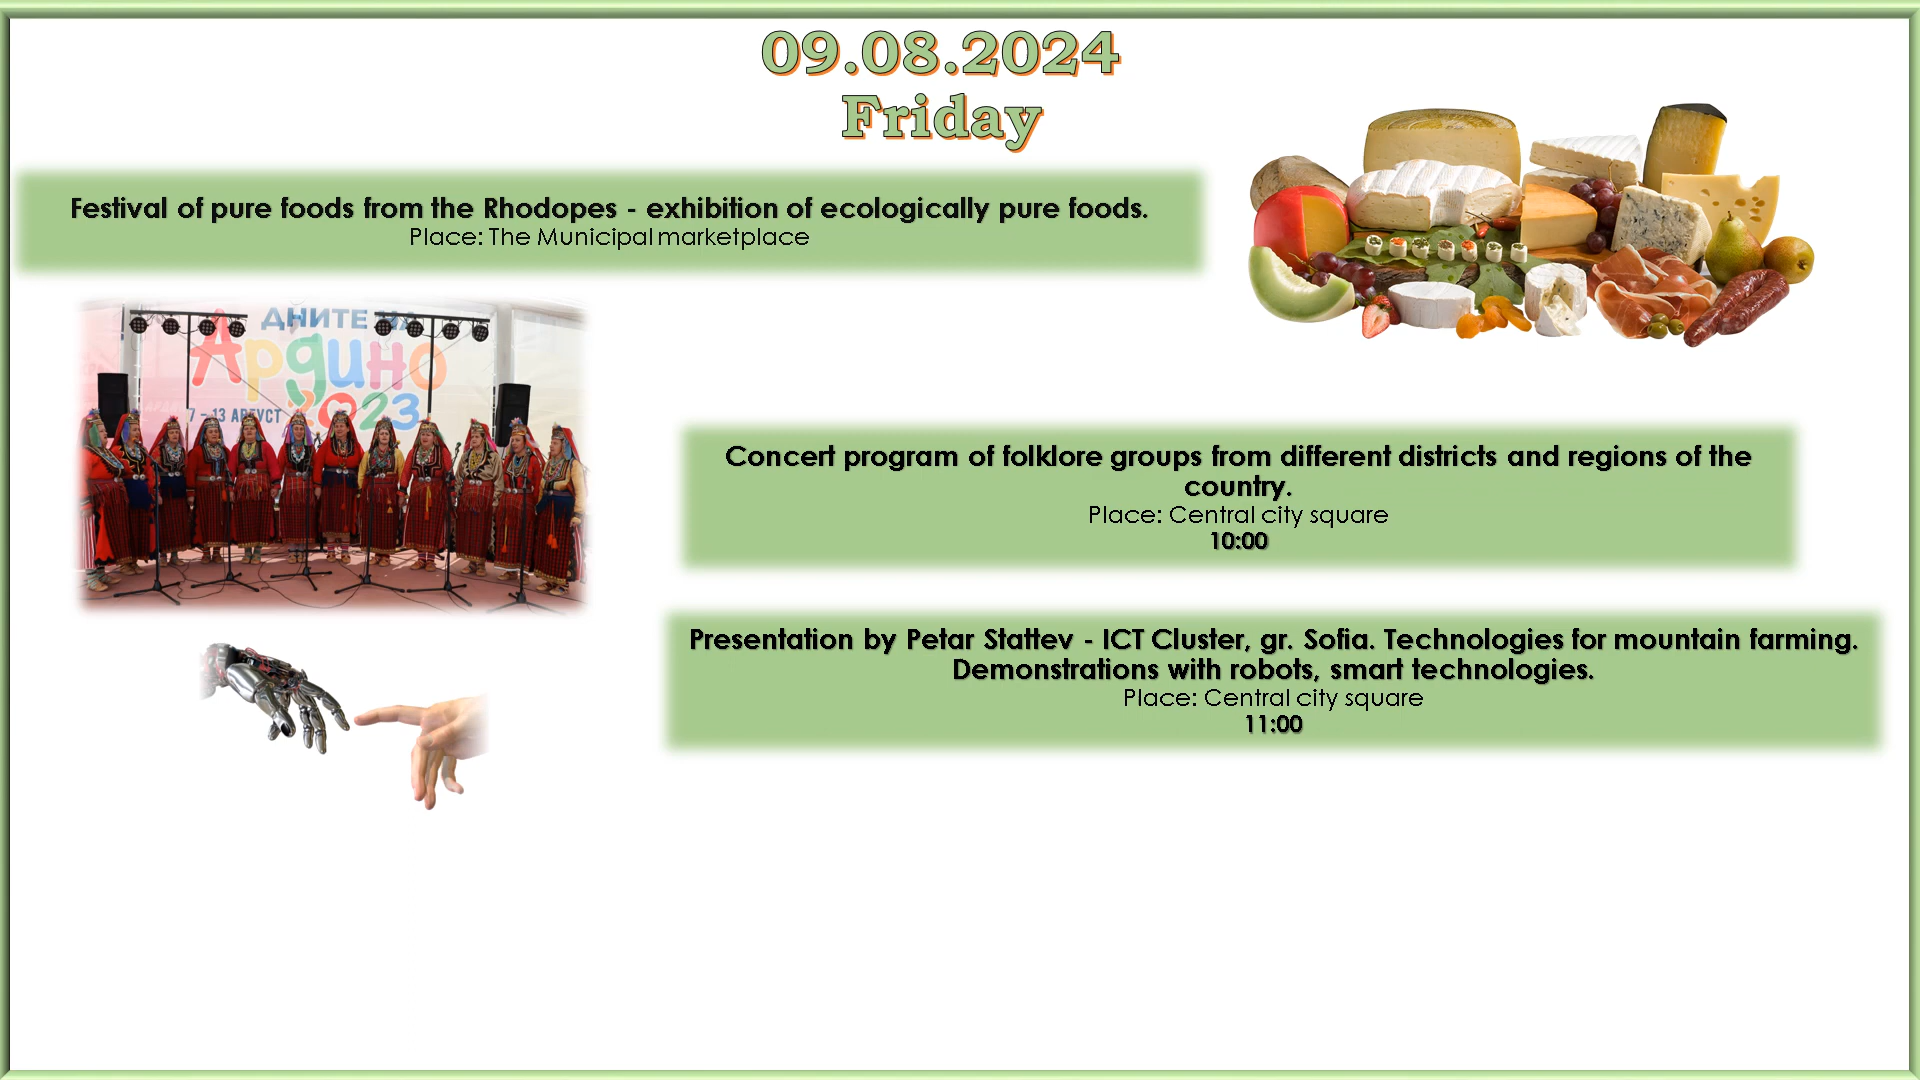 09.08.2024
Friday
Festival of pure foods from the Rhodopes - exhibition of ecologically pure foods.
Place: The Municipal marketplace
ДНИТЕ НА
Ардино
2023
7 – 13 АВГУСТ
Concert program of folklore groups from different districts and regions of the
country.
Place: Central city square
10:00
Presentation by Petar Stattev - ICT Cluster, gr. Sofia. Technologies for mountain farming.
Demonstrations with robots, smart technologies.
Place: Central city square
11:00